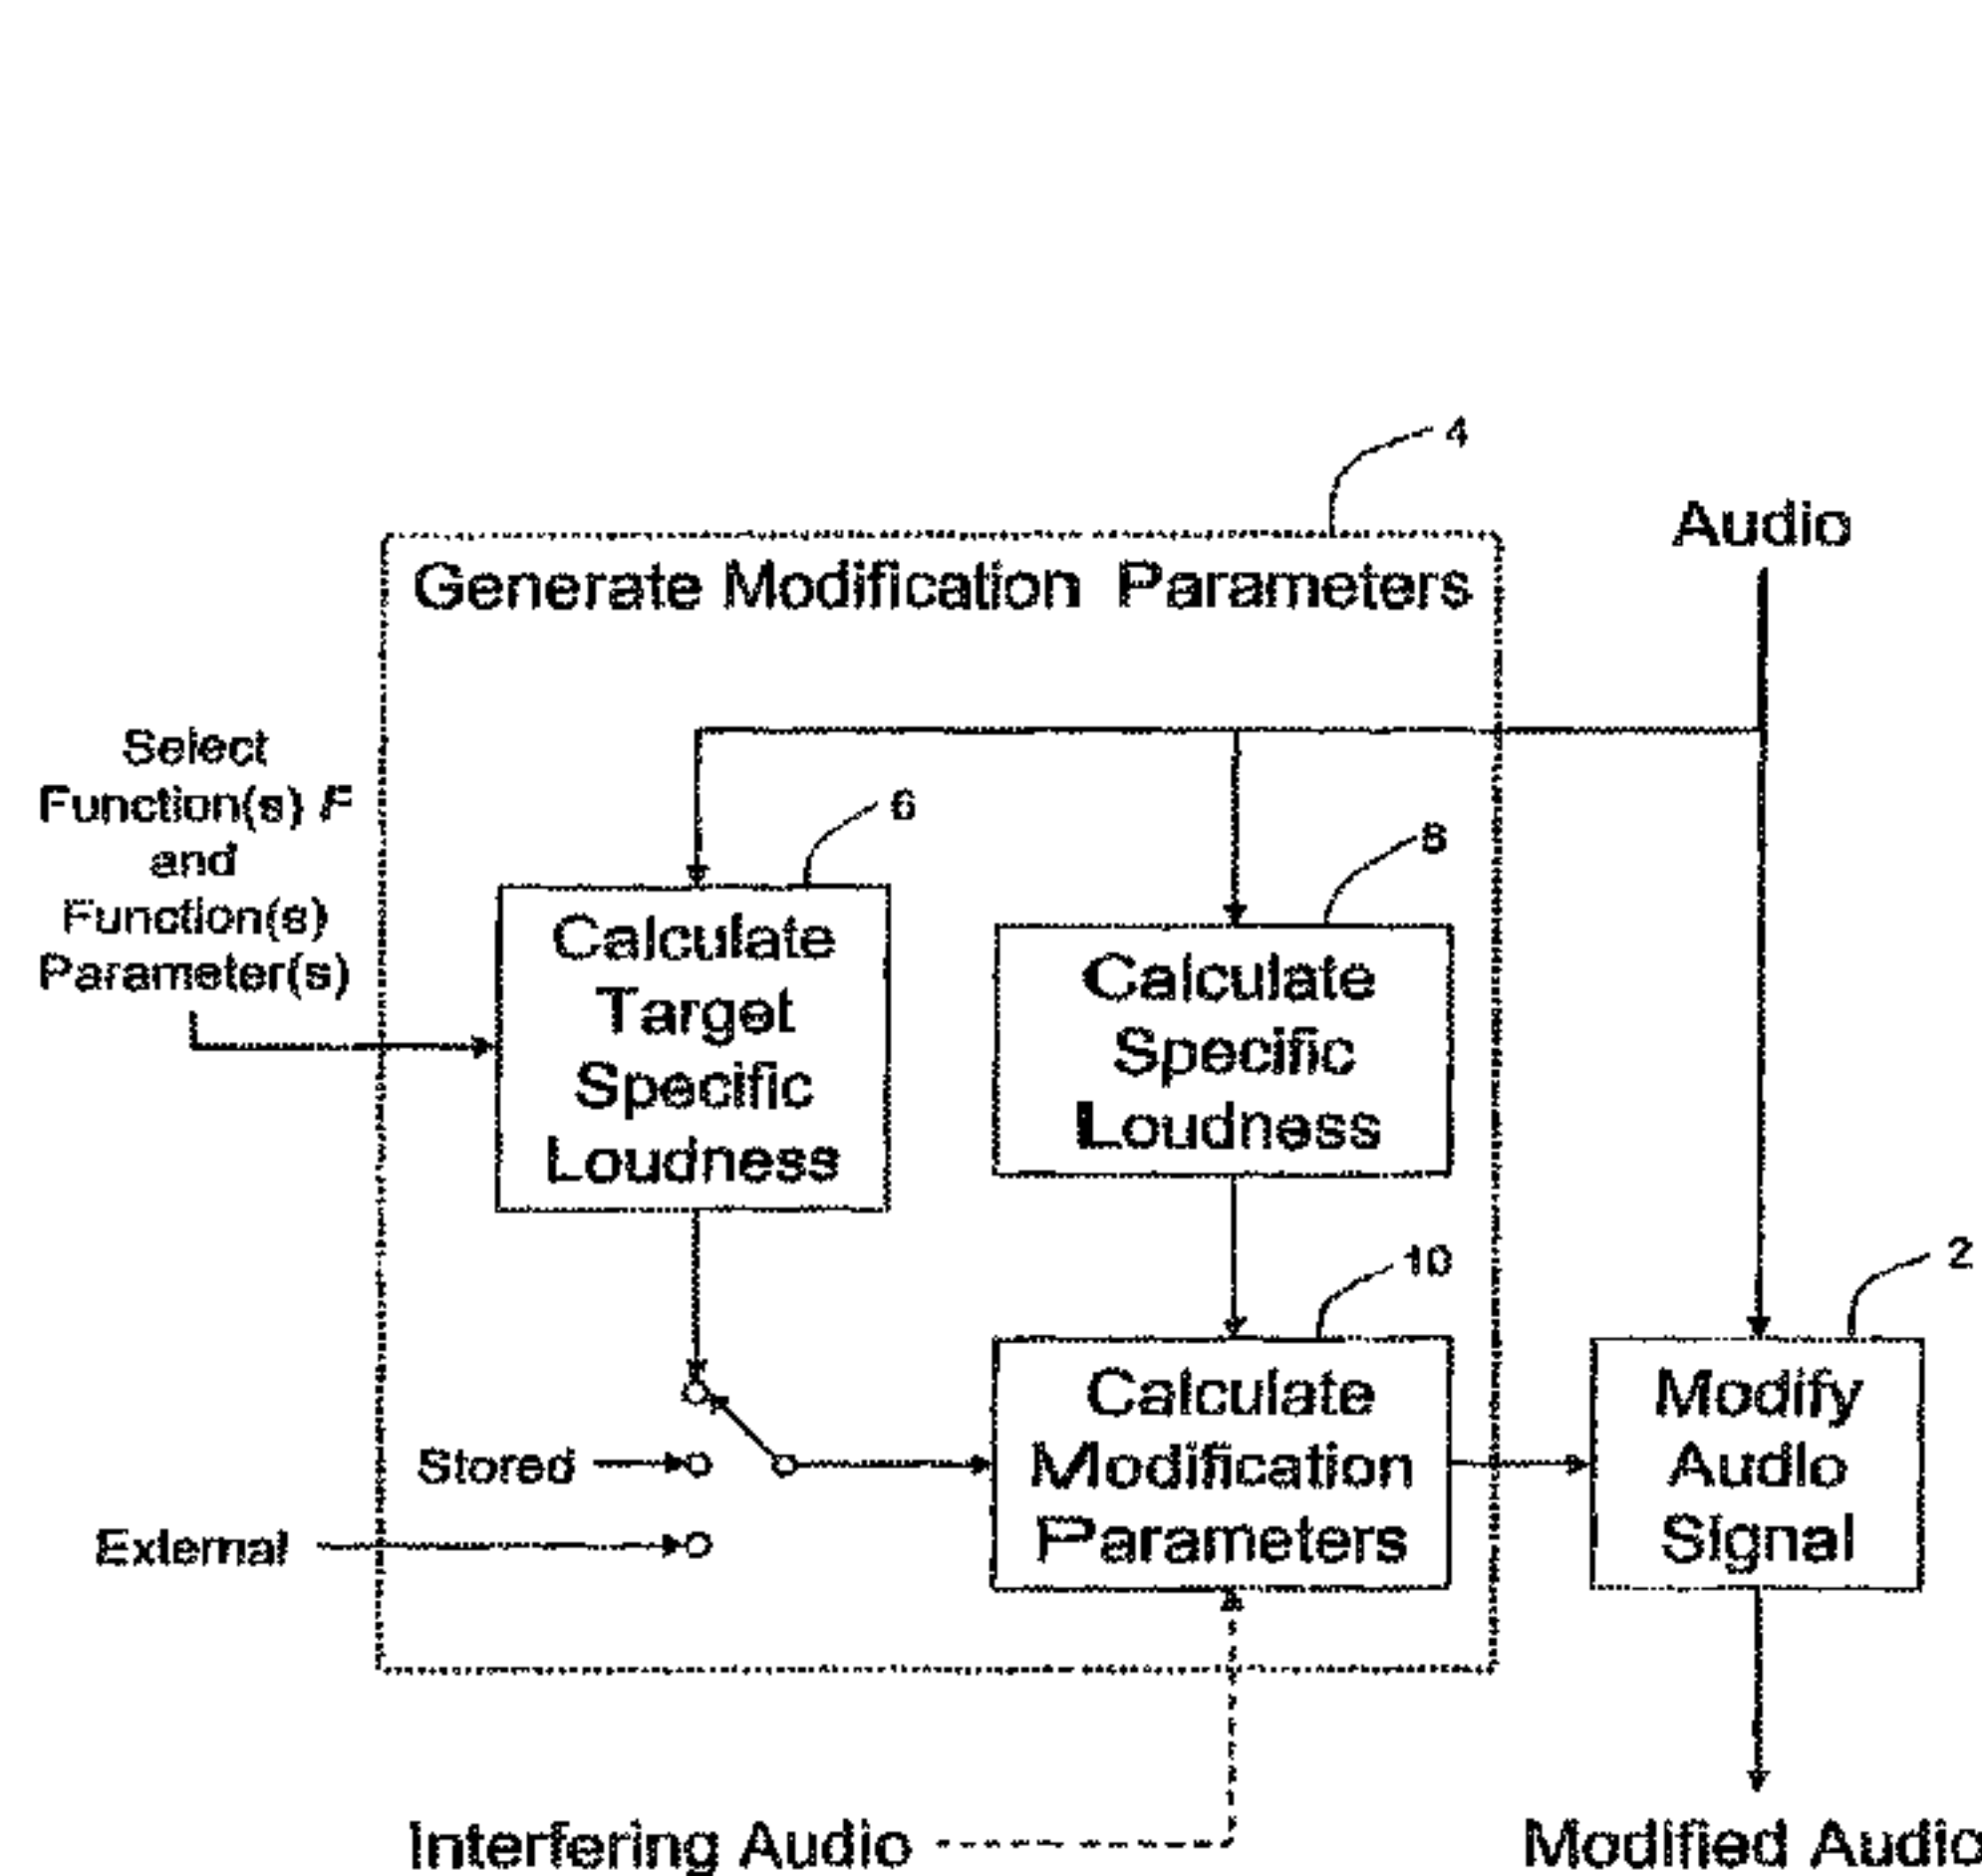 4
Audio
Generate Modification Parameters
Select
Function(s) F
and
Function(s)
Parameter(s)
6
8
Calculate
Target
Specific
Loudness
Calculate
Specific
Loudness
10
2
Calculate
Modification
Parameters
Modify
Audio
Signal
Stored
External
Interfering Audio
Modified Audio